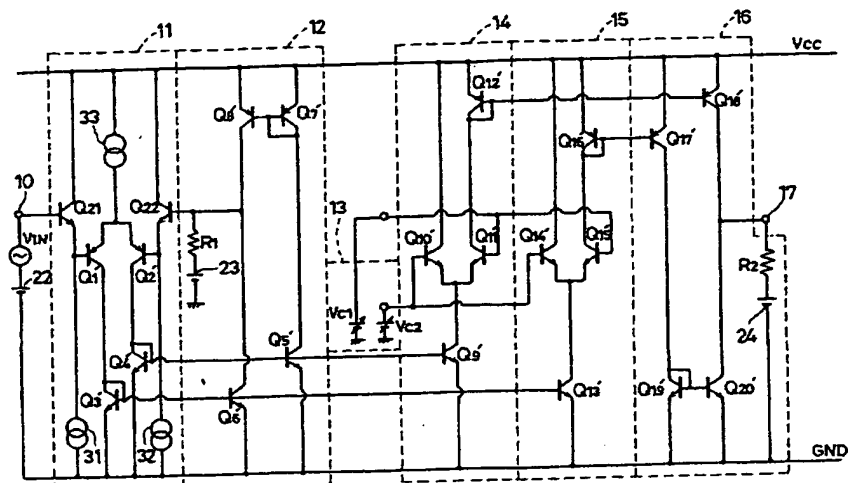 11
12
14
15
16
Vcc
33
Q8'
Q7'
Q12'
Q18'
Q16'
Q17'
10
Q21
Q22
17
VIN
Q1'
Q2'
R1
13
Q10'
Q11'
Q14'
Q15'
R2
22
23
VC1
VC2
24
Q4'
Q5'
Q9'
Q3'
Q6'
Q13'
Q19'
Q20'
31
32
GND